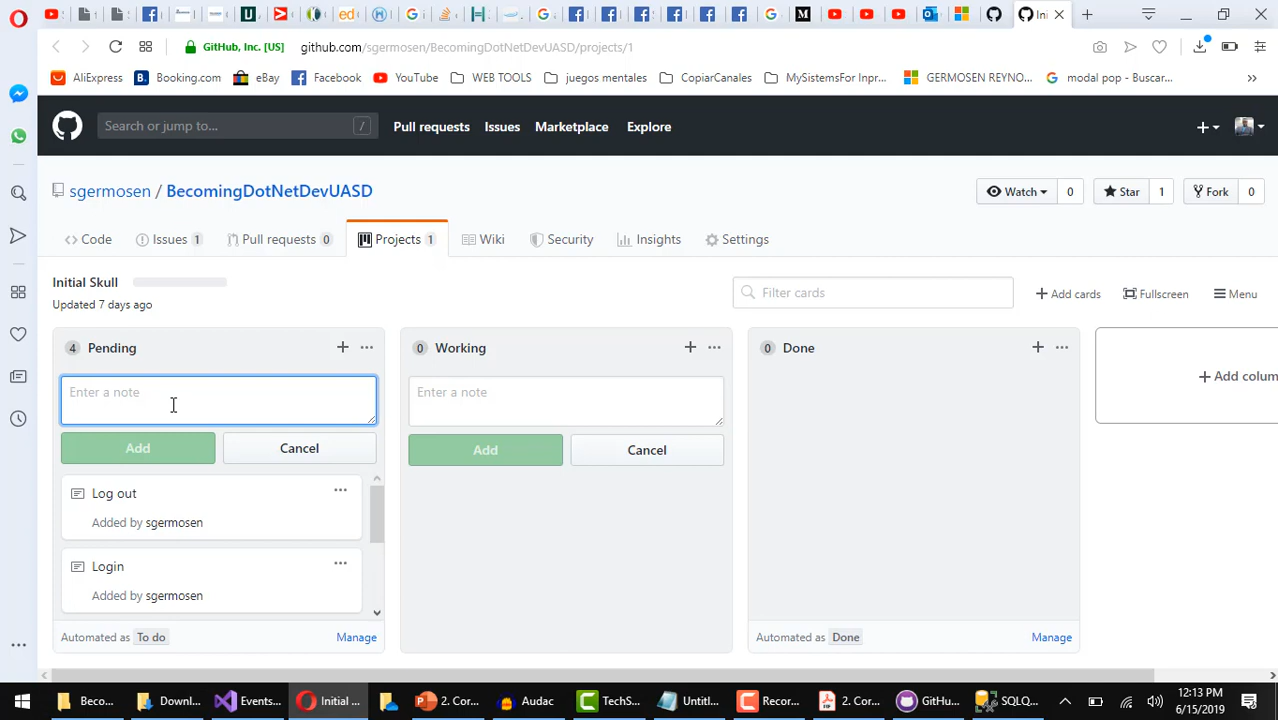 ed
In
GitHub, Inc. [US]
github.com/sgermosen/BecomingDotNetDevUASD/projects/1
AliExpress
Booking.com
eBay
Facebook
YouTube
WEB TOOLS
juegos mentales
CopiarCanales
MySistemsFor Inpr...
GERMOSEN REYNO...
modal pop - Buscar...
Search or jump to...
/
Pull requests
Issues
Marketplace
Explore
sgermosen / BecomingDotNetDevUASD
Watch
0
Star
1
Fork
0
Code
Issues 1
Pull requests 0
Projects 1
Wiki
Security
Insights
Settings
Initial Skull
Updated 7 days ago
Filter cards
Add cards
Fullscreen
Menu
4 Pending
0 Working
0 Done
Add colum
Enter a note
Enter a note
Add
Cancel
Add
Cancel
Log out
Added by sgermosen
Login
Added by sgermosen
Automated as To do
Manage
Automated as Done
Manage
Beco...
Downl...
Events...
Initial ...
2. Cor...
Audac
TechS...
Untitl...
Recor...
2. Cor...
GitHu...
SQLQ...
12:13 PM
6/15/2019